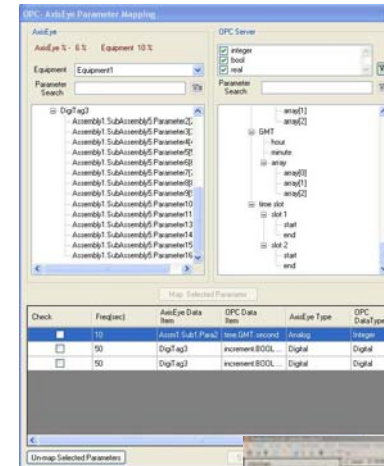 OPC- AxisEye Parameter Mapping
AxisEye
AxisEye % - 6 % Equipment 10 %
Equipment Equipment1
Parameter Search
DigiTag3
Assembly1.SubAssembly5.Parameter2[
Assembly1.SubAssembly5.Parameter3[
Assembly1.SubAssembly5.Parameter4[
Assembly1.SubAssembly5.Parameter5[
Assembly1.SubAssembly5.Parameter6[
Assembly1.SubAssembly5.Parameter7[
Assembly1.SubAssembly5.Parameter8[
Assembly1.SubAssembly5.Parameter9[
Assembly1.SubAssembly5.Parameter10
Assembly1.SubAssembly5.Parameter11
Assembly1.SubAssembly5.Parameter13
Assembly1.SubAssembly5.Parameter14
Assembly1.SubAssembly5.Parameter15
Assembly1.SubAssembly5.Parameter16
OPC Server
integer
bool
real
Parameter Search
array[1]
array[2]
GMT
hour
minute
array
array[0]
array[1]
array[2]
time slot
slot 1
start
end
slot 2
start
end
Map Selected Parameter
Check Freq(sec) AxisEye Data Item OPC Data Item AxisEye Type OPC DataType
10 Assm1.Sub1.Para2 time.GMT.second Analog Integer
50 DigiTag3 increment.BOOL... Digital Digital
50 DigiTag3 increment.BOOL... Digital Digital
Un-map Selected Parameters